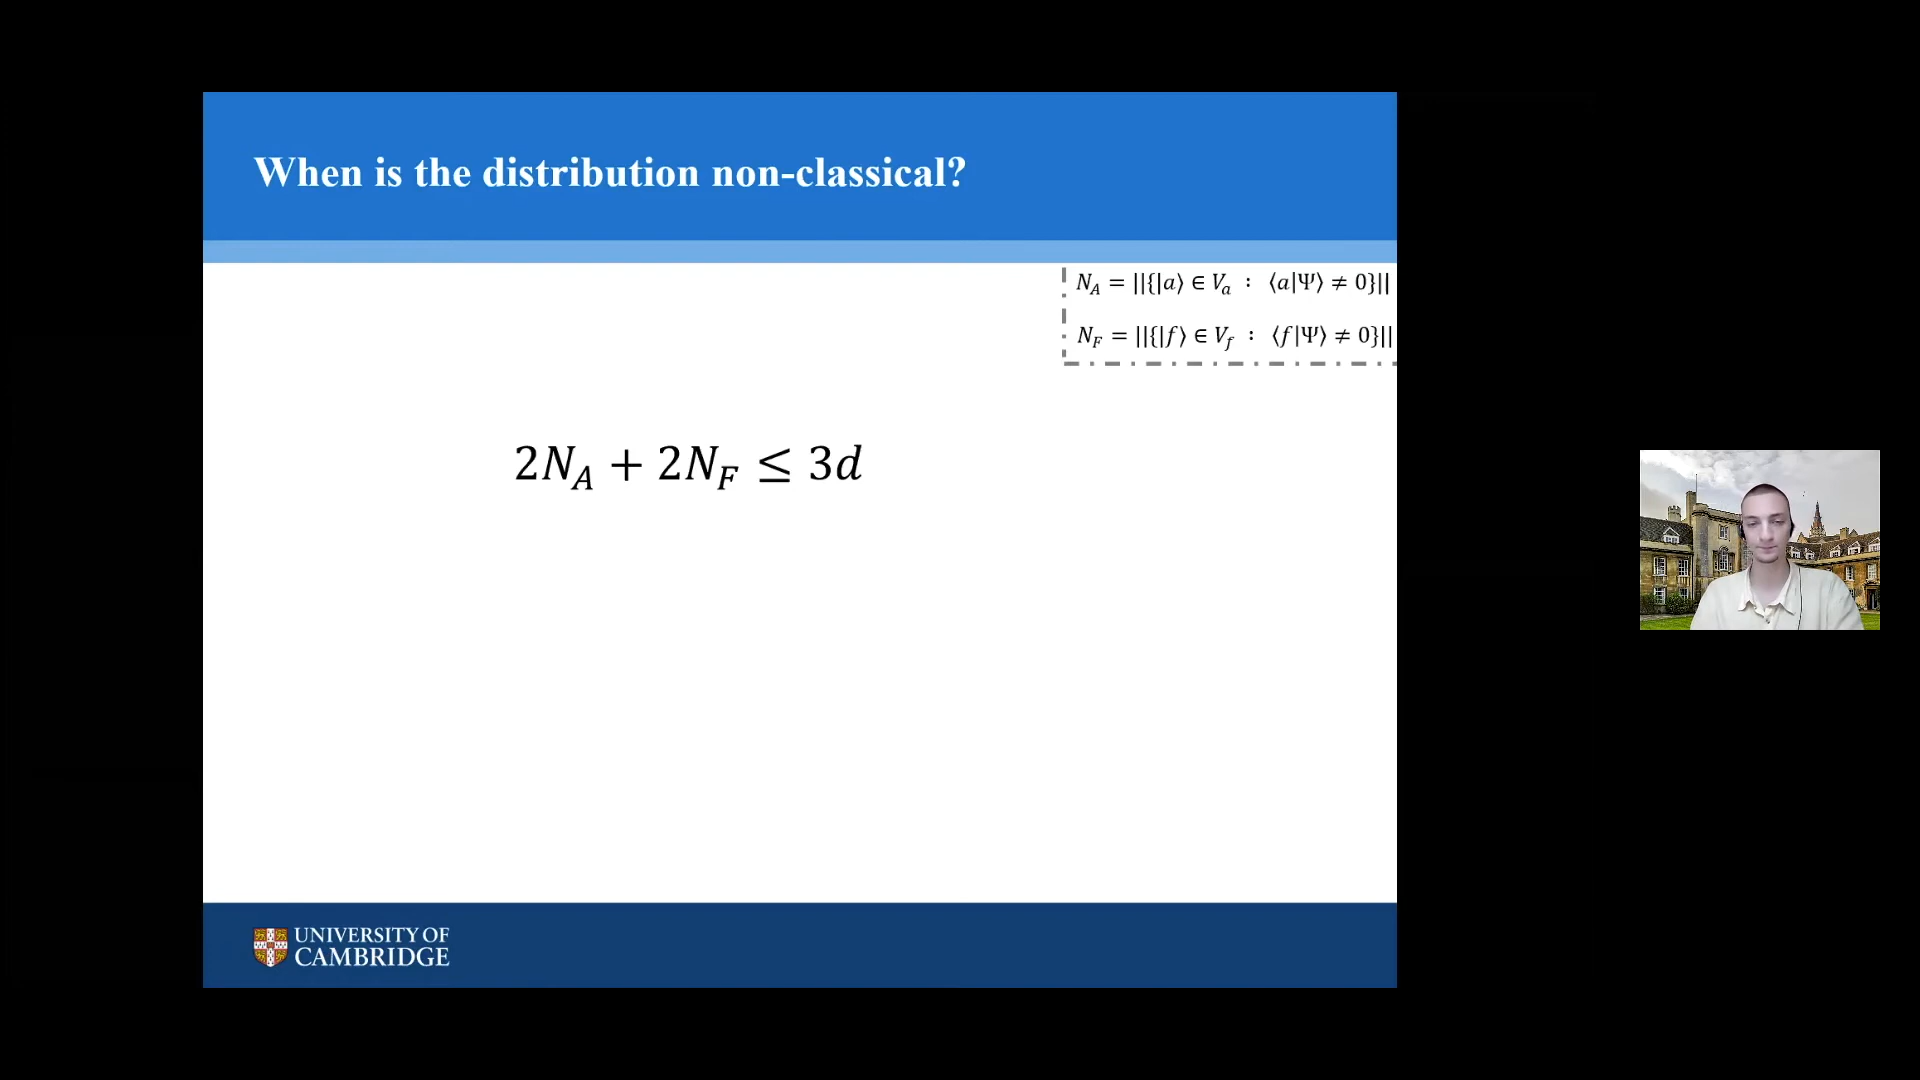 When is the distribution non-classical?
N_A = ||{|a⟩ ∈ V_a : ⟨a|Ψ⟩ ≠ 0}||
N_F = ||{|f⟩ ∈ V_f : ⟨f|Ψ⟩ ≠ 0}||
2N_A + 2N_F ≤ 3d
UNIVERSITY OF
CAMBRIDGE